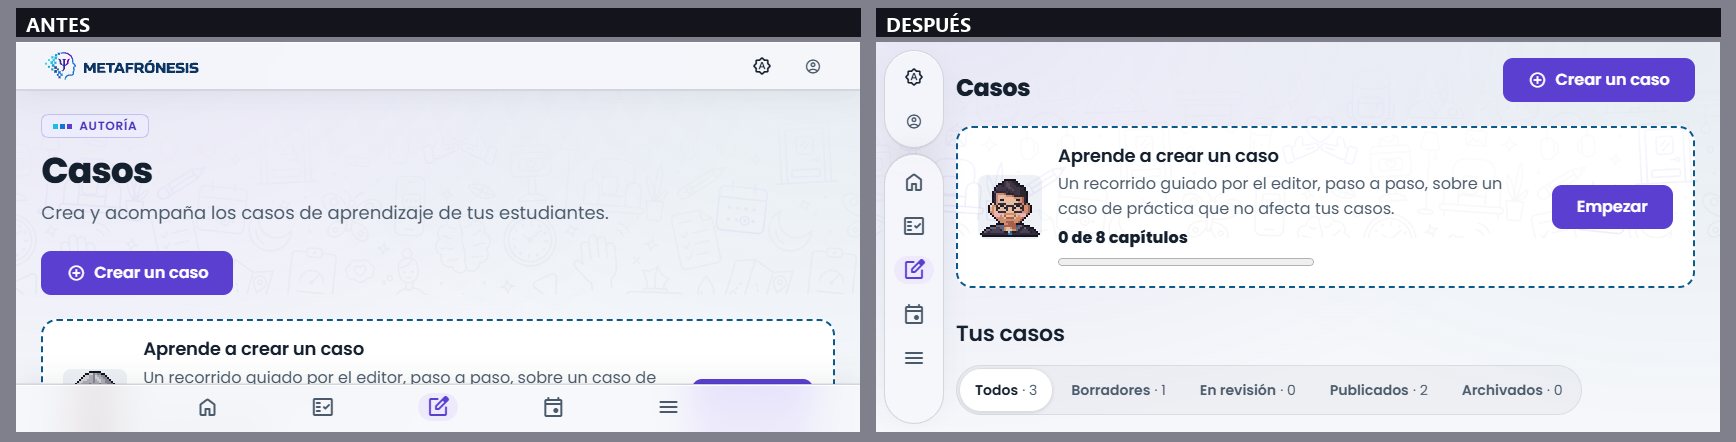 ANTES
METAFRÓNESIS
AUTORÍA
Casos
Crea y acompaña los casos de aprendizaje de tus estudiantes.
Crear un caso
Aprende a crear un caso
Un recorrido guiado por el editor, paso a paso, sobre un caso de
DESPUÉS
Casos
Crear un caso
Aprende a crear un caso
Un recorrido guiado por el editor, paso a paso, sobre un
caso de práctica que no afecta tus casos.
0 de 8 capítulos
Empezar
Tus casos
Todos · 3 Borradores · 1 En revisión · 0 Publicados · 2 Archivados · 0